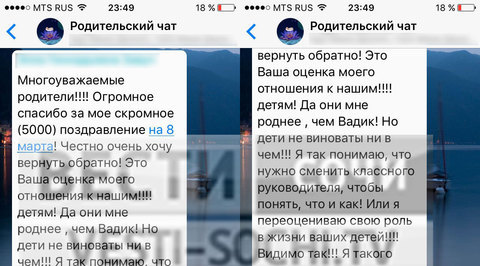 MTS RUS 23:49 18 %
Родительский чат
Многоуважаемые
родители!!!! Огромное
спасибо за мое скромное
(5000) поздравление на 8
марта! Честно очень хочу
вернуть обратно! Это
Ваша оценка моего
отношения к нашим!!!!
детям! Да они мне
роднее , чем Вадик! Но
дети не виноваты ни в
чем!!! Я так понимаю, что
MTS RUS 23:49 18 %
Родительский чат
вернуть обратно! Это
Ваша оценка моего
отношения к нашим!!!!
детям! Да они мне
роднее , чем Вадик! Но
дети не виноваты ни в
чем!!! Я так понимаю, что
нужно сменить классного
руководителя, чтобы
понять, что и как! Или я
переоцениваю свою роль
в жизни ваших детей!!!!
Видимо так!!! Я такого